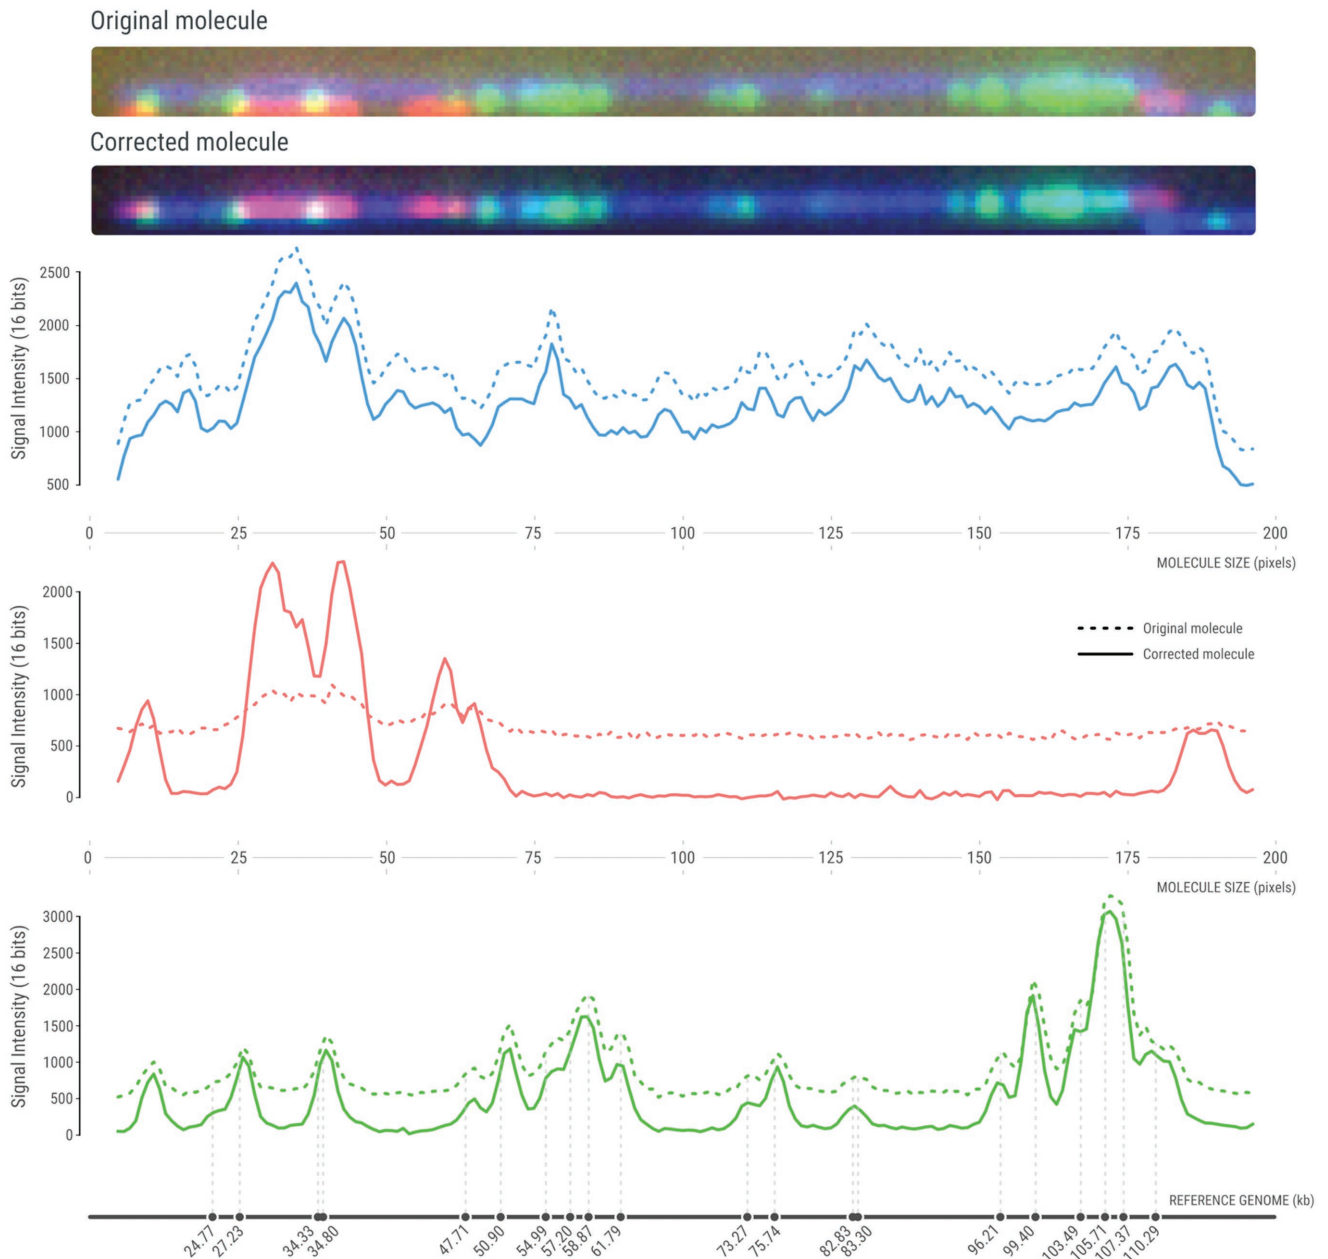 Original molecule
Corrected molecule
Signal Intensity (16 bits)
2500
2000
1500
1000
500
0 25 50 75 100 125 150 175 200
MOLECULE SIZE (pixels)
Signal Intensity (16 bits)
2000
1500
1000
500
0
Original molecule
Corrected molecule
0 25 50 75 100 125 150 175 200
MOLECULE SIZE (pixels)
Signal Intensity (16 bits)
3000
2500
2000
1500
1000
500
0
REFERENCE GENOME (kb)
24.77 27.23 34.33 34.80 47.71 50.90 54.99 57.20 58.87 61.79 73.27 75.74 82.83 83.30 96.21 99.40 103.49 105.71 107.37 110.29